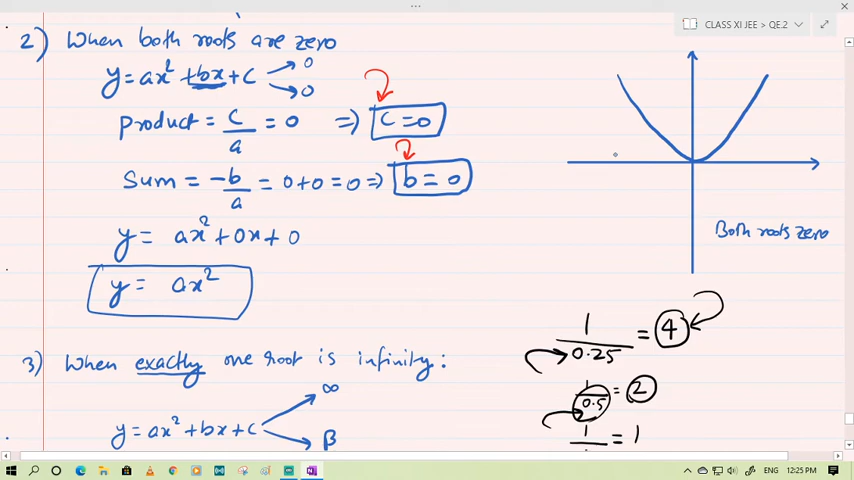 CLASS XI JEE > QE.2
2) When both roots are zero
y = ax² + bx + c 0
0
Product = c/a = 0 ⇒ c = 0
Sum = -b/a = 0+0 = 0 ⇒ b = 0
y = ax² + 0x + 0
y = ax²
Both roots zero
1/0.25 = 4
1/0.5 = 2
1/ = 1
3) When exactly one root is infinity:
y = ax² + bx + c ∞
β
ENG 12:25 PM